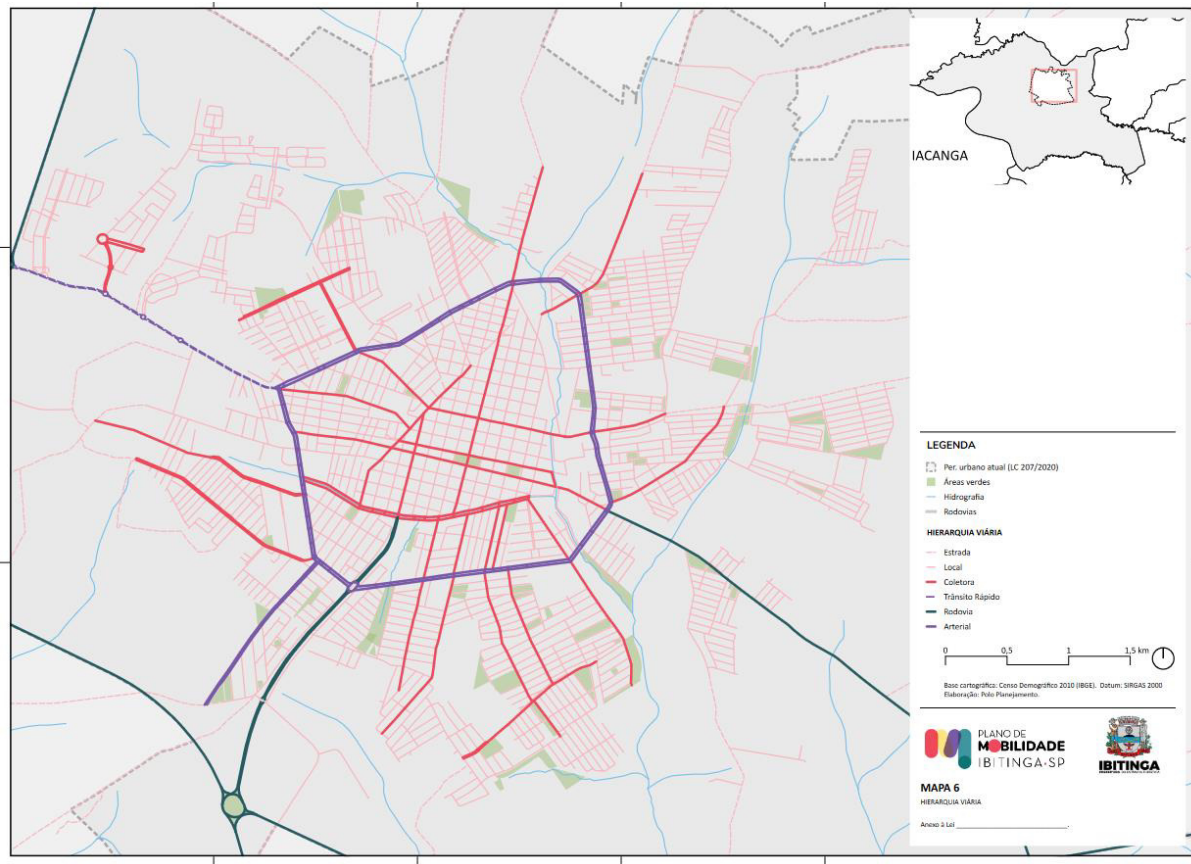 IACANGA
LEGENDA
Per. urbano atual (LC 207/2020)
Áreas verdes
Hidrografia
Rodovias
HIERARQUIA VIÁRIA
Estrada
Local
Coletora
Trânsito Rápido
Rodovia
Arterial
0 0,5 1 1,5 km
Base cartográfica: Censo Demográfico 2010 (IBGE). Datum: SIRGAS 2000
Elaboração: Polo Planejamento.
PLANO DE
MOBILIDADE
IBITINGA-SP
IBITINGA
MAPA 6
HIERARQUIA VIÁRIA
Anexo à Lei ______________________________.